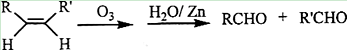 R R' O₃ H₂O/ Zn RCHO + R'CHO
H H